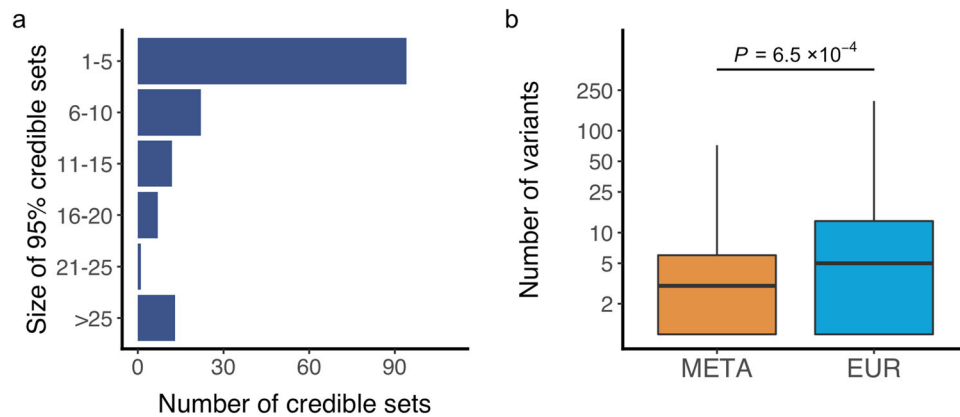 a
Size of 95% credible sets
1-5
6-10
11-15
16-20
21-25
>25
0 30 60 90
Number of credible sets
b
P = 6.5 ×10⁻⁴
Number of variants
250
100
50
25
10
5
2
META EUR